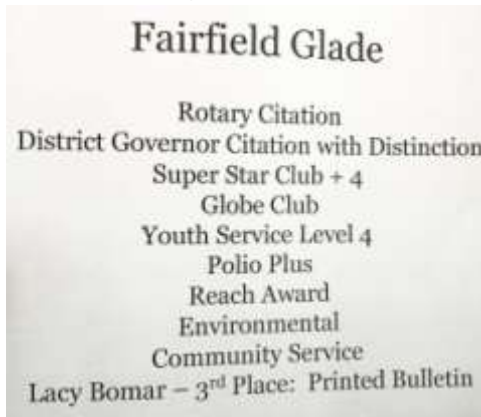 Fairfield Glade
Rotary Citation
District Governor Citation with Distinction
Super Star Club + 4
Globe Club
Youth Service Level 4
Polio Plus
Reach Award
Environmental
Community Service
Lacy Bomar – 3rd Place: Printed Bulletin